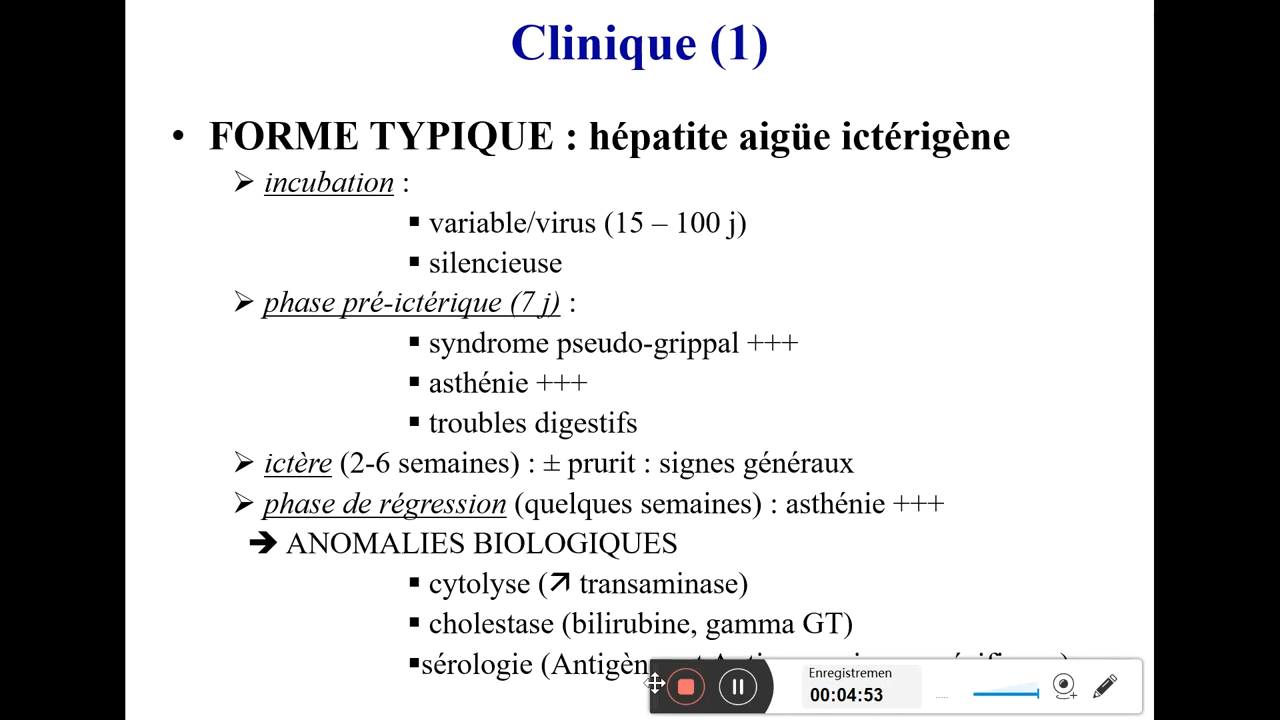 Clinique (1)
• FORME TYPIQUE : hépatite aigüe ictérigène
➢ incubation :
▪ variable/virus (15 – 100 j)
▪ silencieuse
➢ phase pré-ictérique (7 j) :
▪ syndrome pseudo-grippal +++
▪ asthénie +++
▪ troubles digestifs
➢ ictère (2-6 semaines) : ± prurit : signes généraux
➢ phase de régression (quelques semaines) : asthénie +++
➔ ANOMALIES BIOLOGIQUES
▪ cytolyse (↗ transaminase)
▪ cholestase (bilirubine, gamma GT)
▪sérologie
Enregistremen
00:04:53